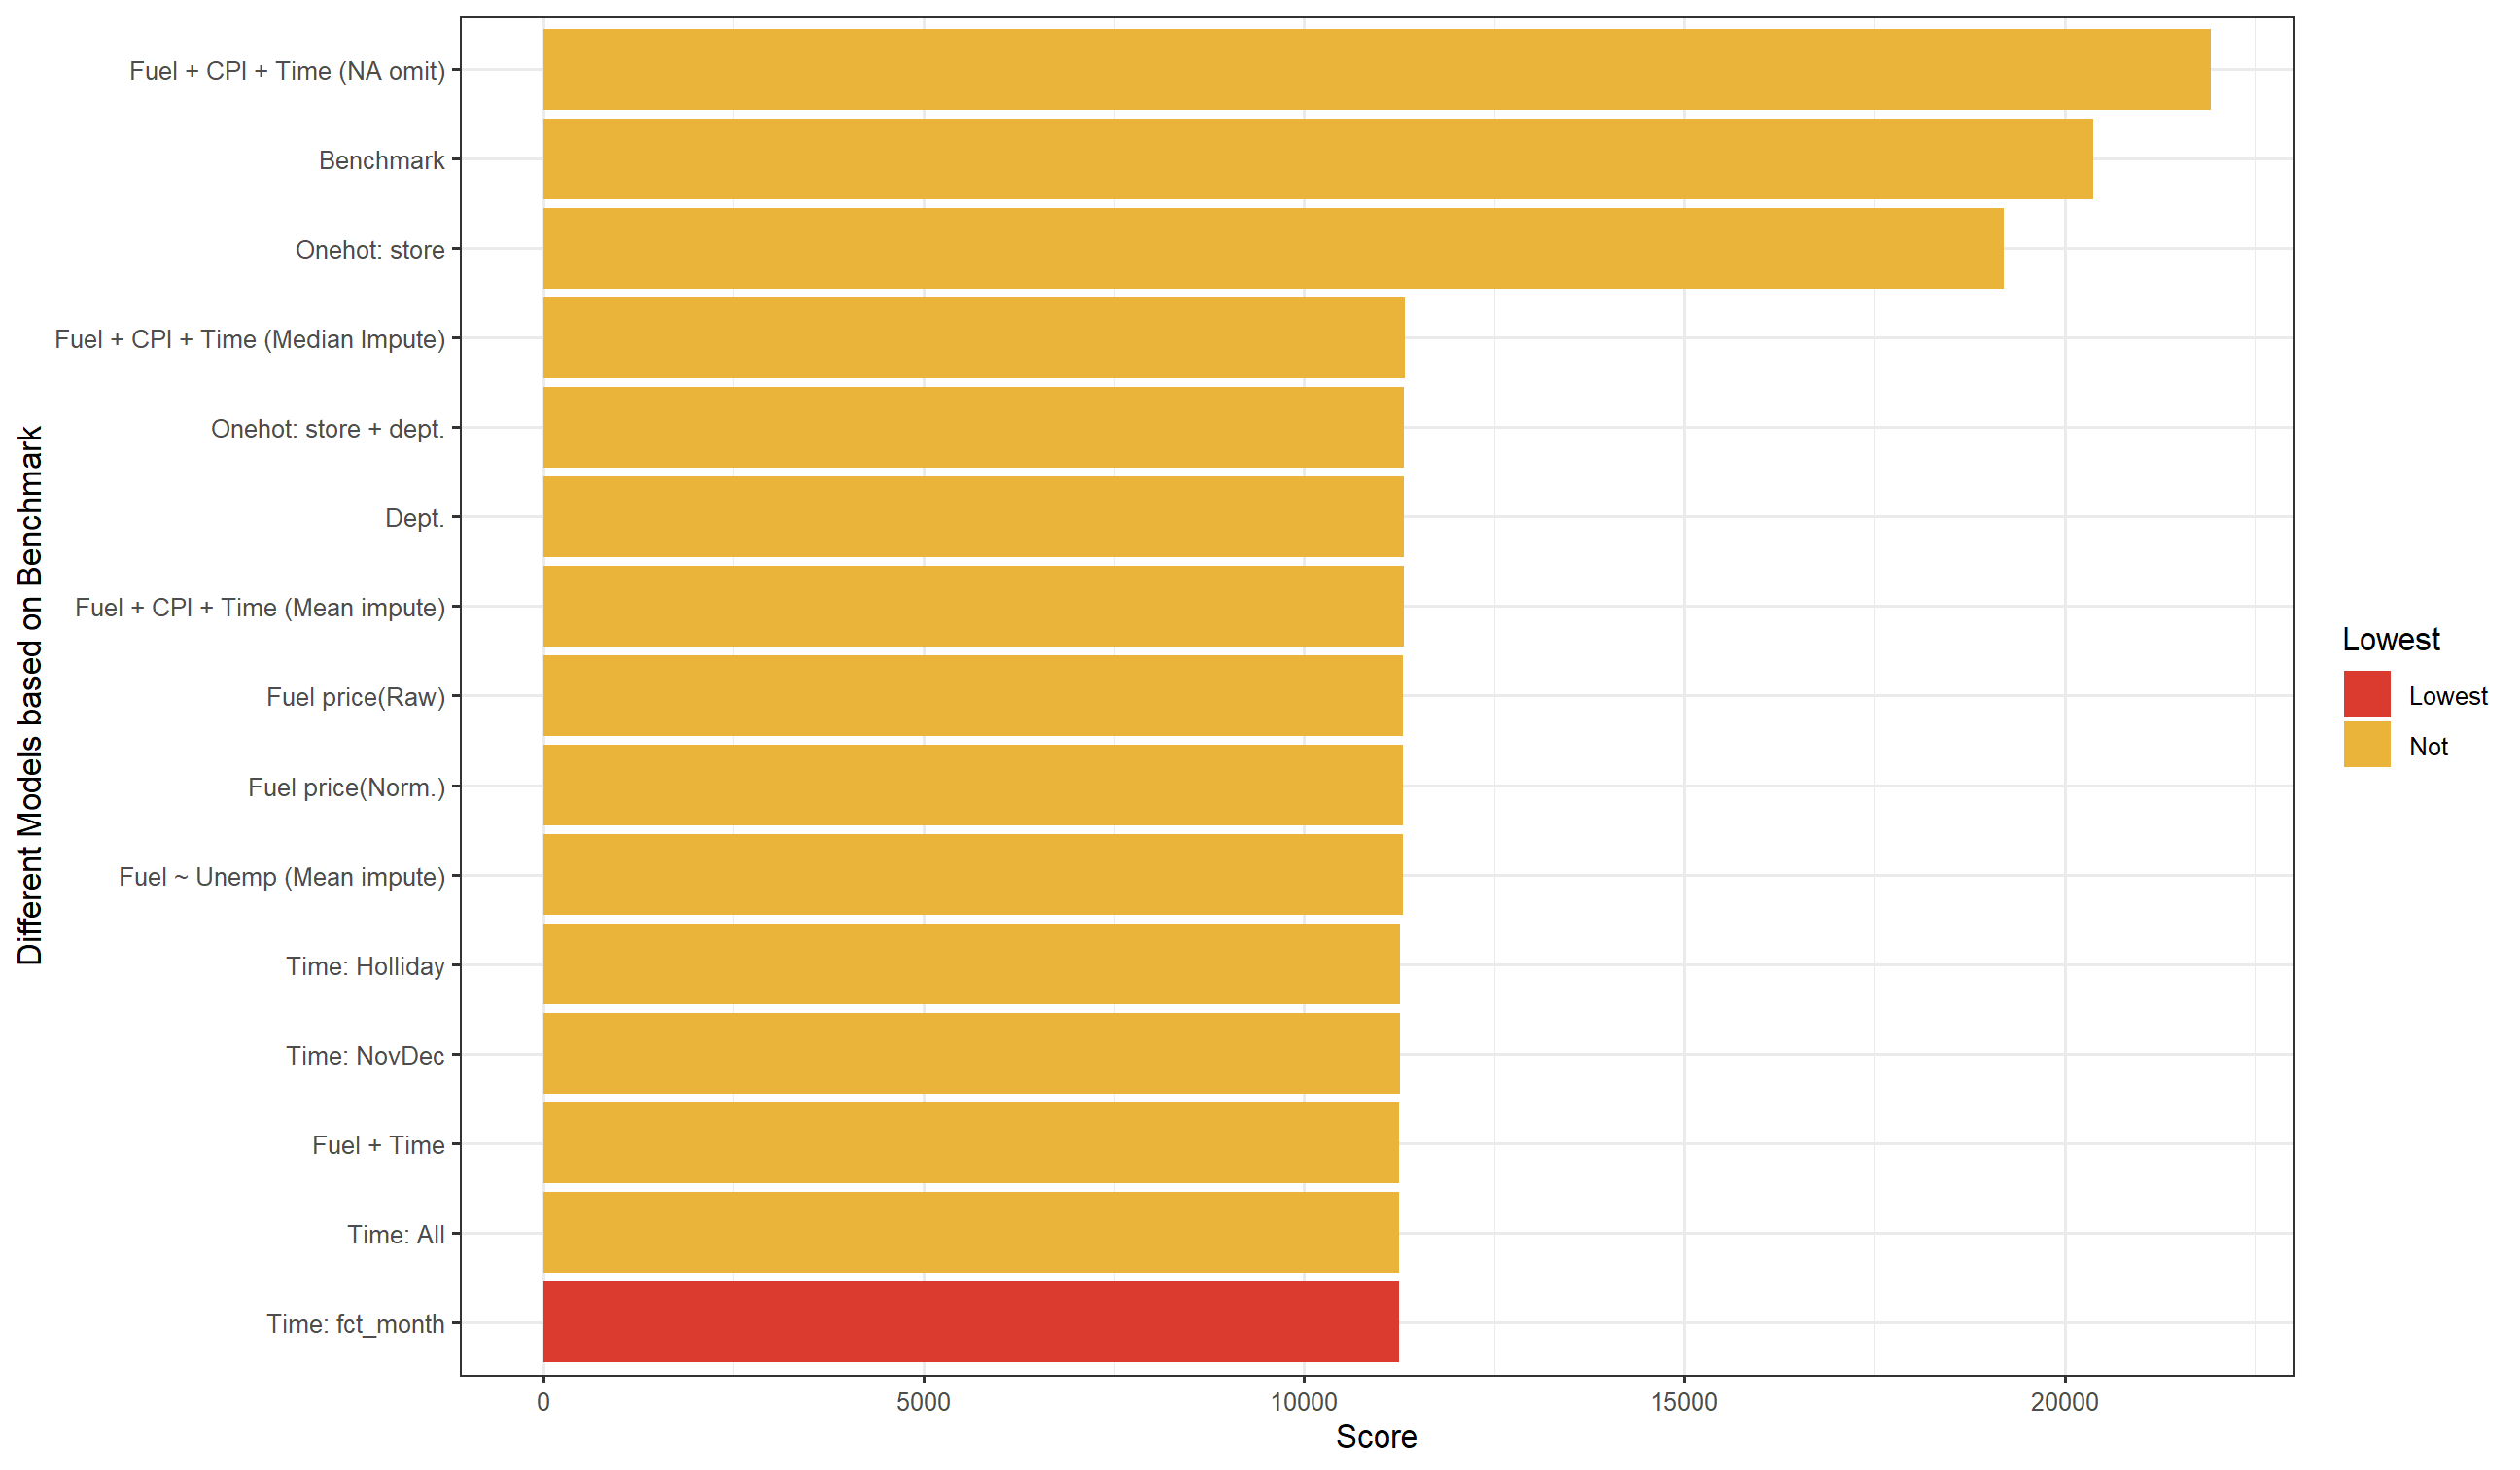 Different Models based on Benchmark
Fuel + CPI + Time (NA omit)
Benchmark
Onehot: store
Fuel + CPI + Time (Median Impute)
Onehot: store + dept.
Dept.
Fuel + CPI + Time (Mean impute)
Fuel price(Raw)
Fuel price(Norm.)
Fuel ~ Unemp (Mean impute)
Time: Holliday
Time: NovDec
Fuel + Time
Time: All
Time: fct_month
0 5000 10000 15000 20000
Score
Lowest
Lowest
Not